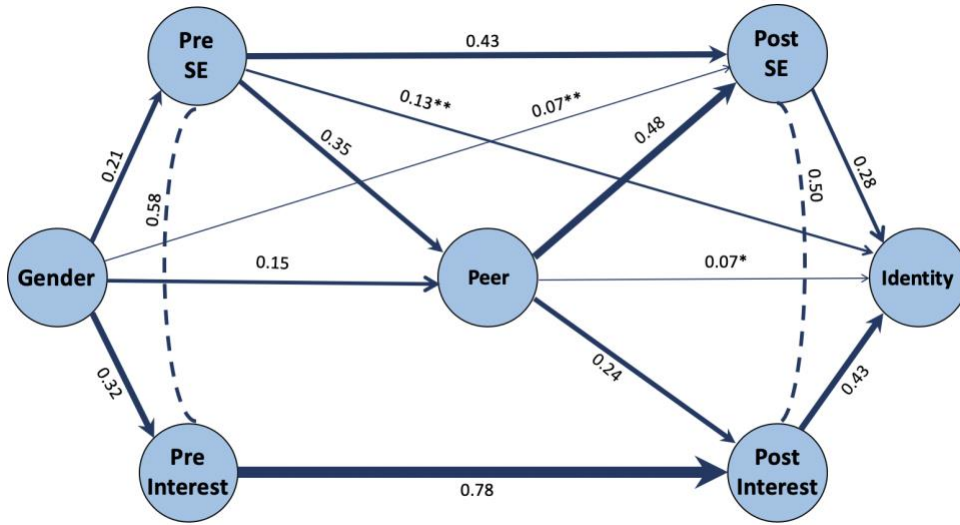 Pre
SE
0.43
Post
SE
0.13**
0.07**
0.21
0.35
0.48
0.58
0.50
0.28
Gender
0.15
Peer
0.07*
Identity
0.32
0.24
0.43
Pre
Interest
0.78
Post
Interest